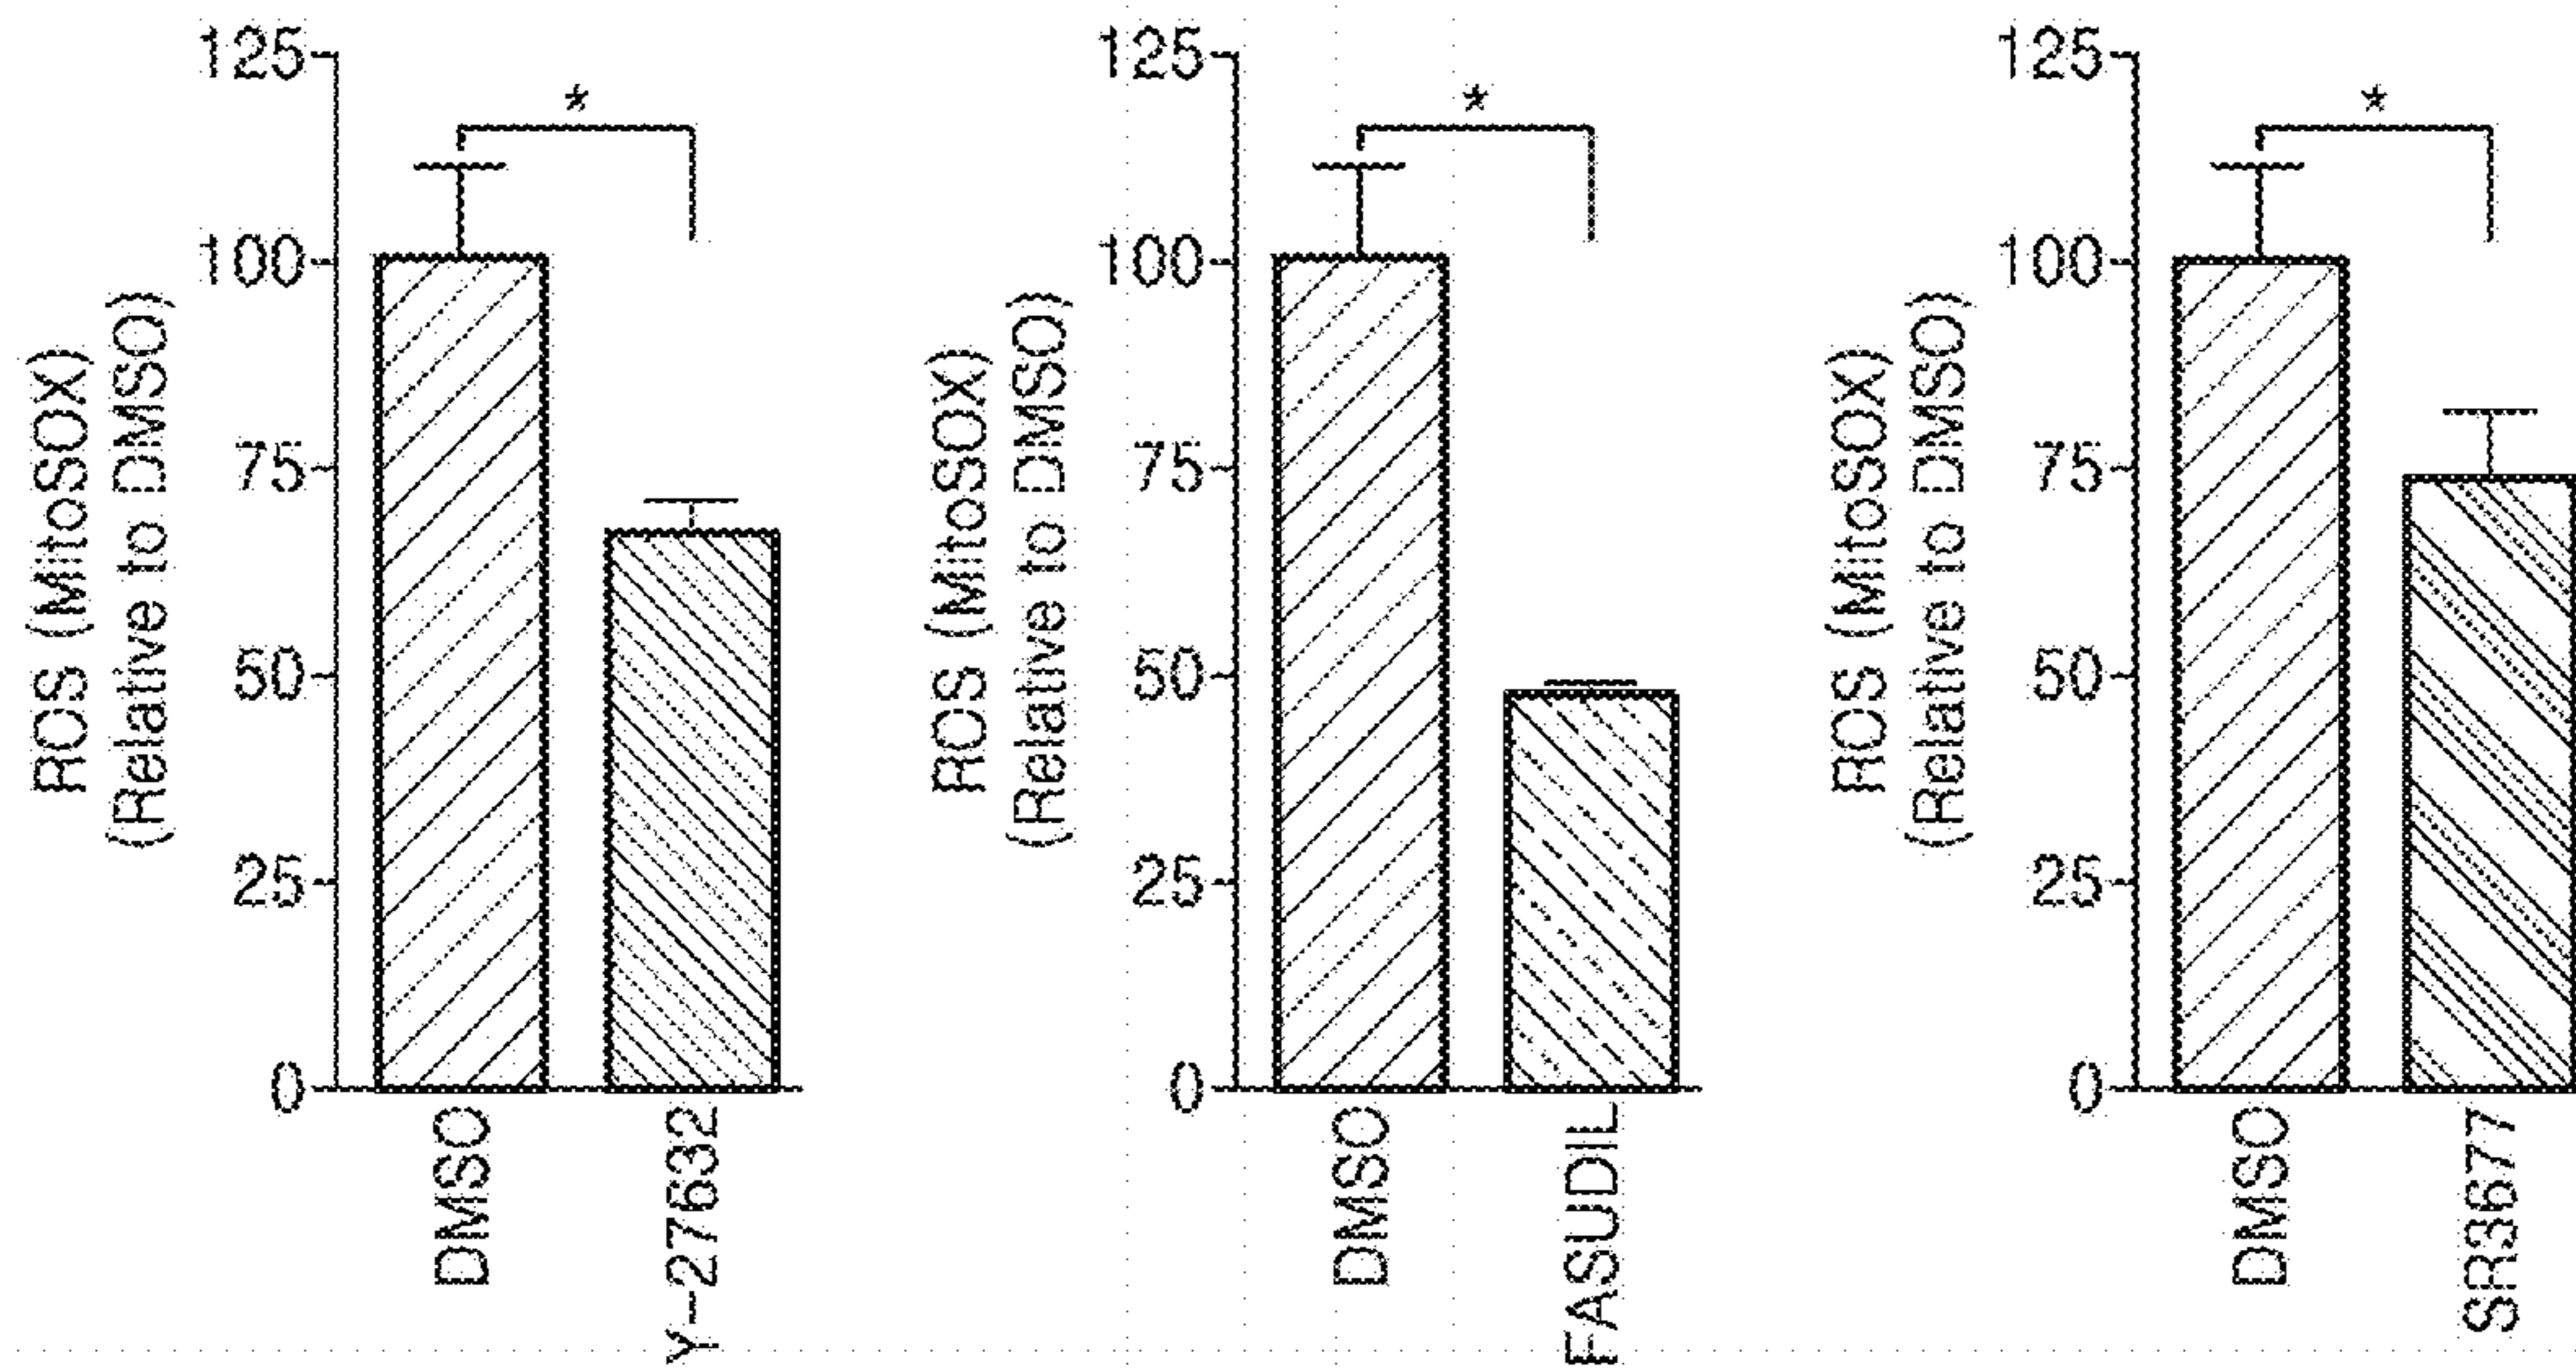 ROS (MitoSOX)
(Relative to DMSO)
125
100
75
50
25
0
*
DMSO
Y-27632
ROS (MitoSOX)
(Relative to DMSO)
125
100
75
50
25
0
*
DMSO
FASUDIL
ROS (MitoSOX)
(Relative to DMSO)
125
100
75
50
25
0
*
DMSO
SR3677